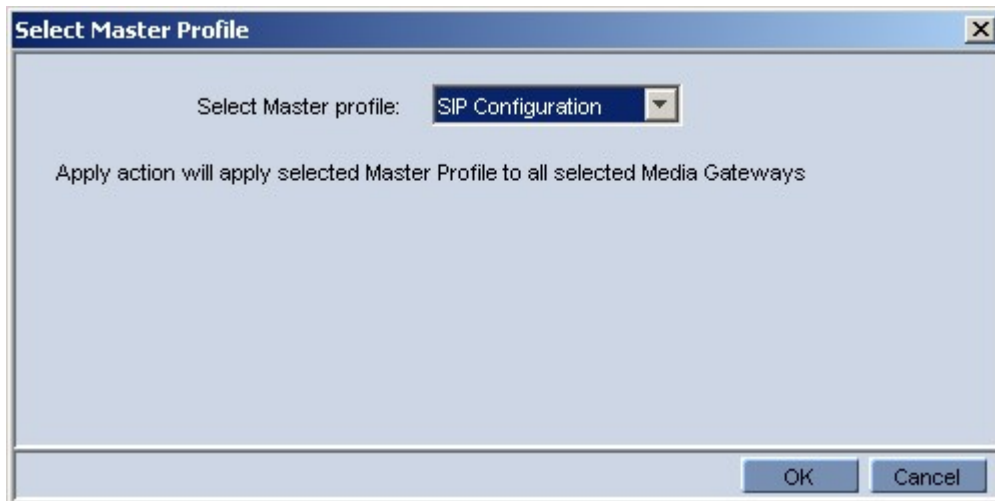 Select Master Profile
Select Master profile: SIP Configuration
Apply action will apply selected Master Profile to all selected Media Gateways
OK Cancel